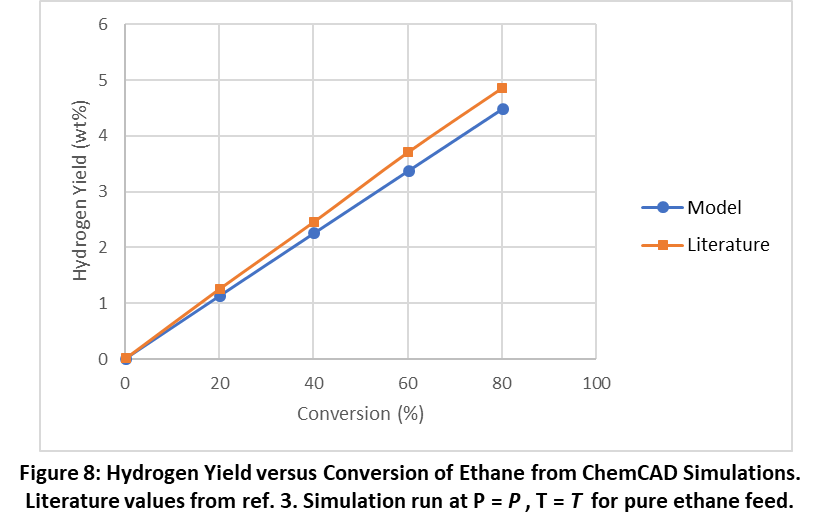 6
5
4
3
2
1
0
Hydrogen Yield (wt%)
0 20 40 60 80 100
Conversion (%)
Model
Literature
Figure 8: Hydrogen Yield versus Conversion of Ethane from ChemCAD Simulations.
Literature values from ref. 3. Simulation run at P = P , T = T for pure ethane feed.